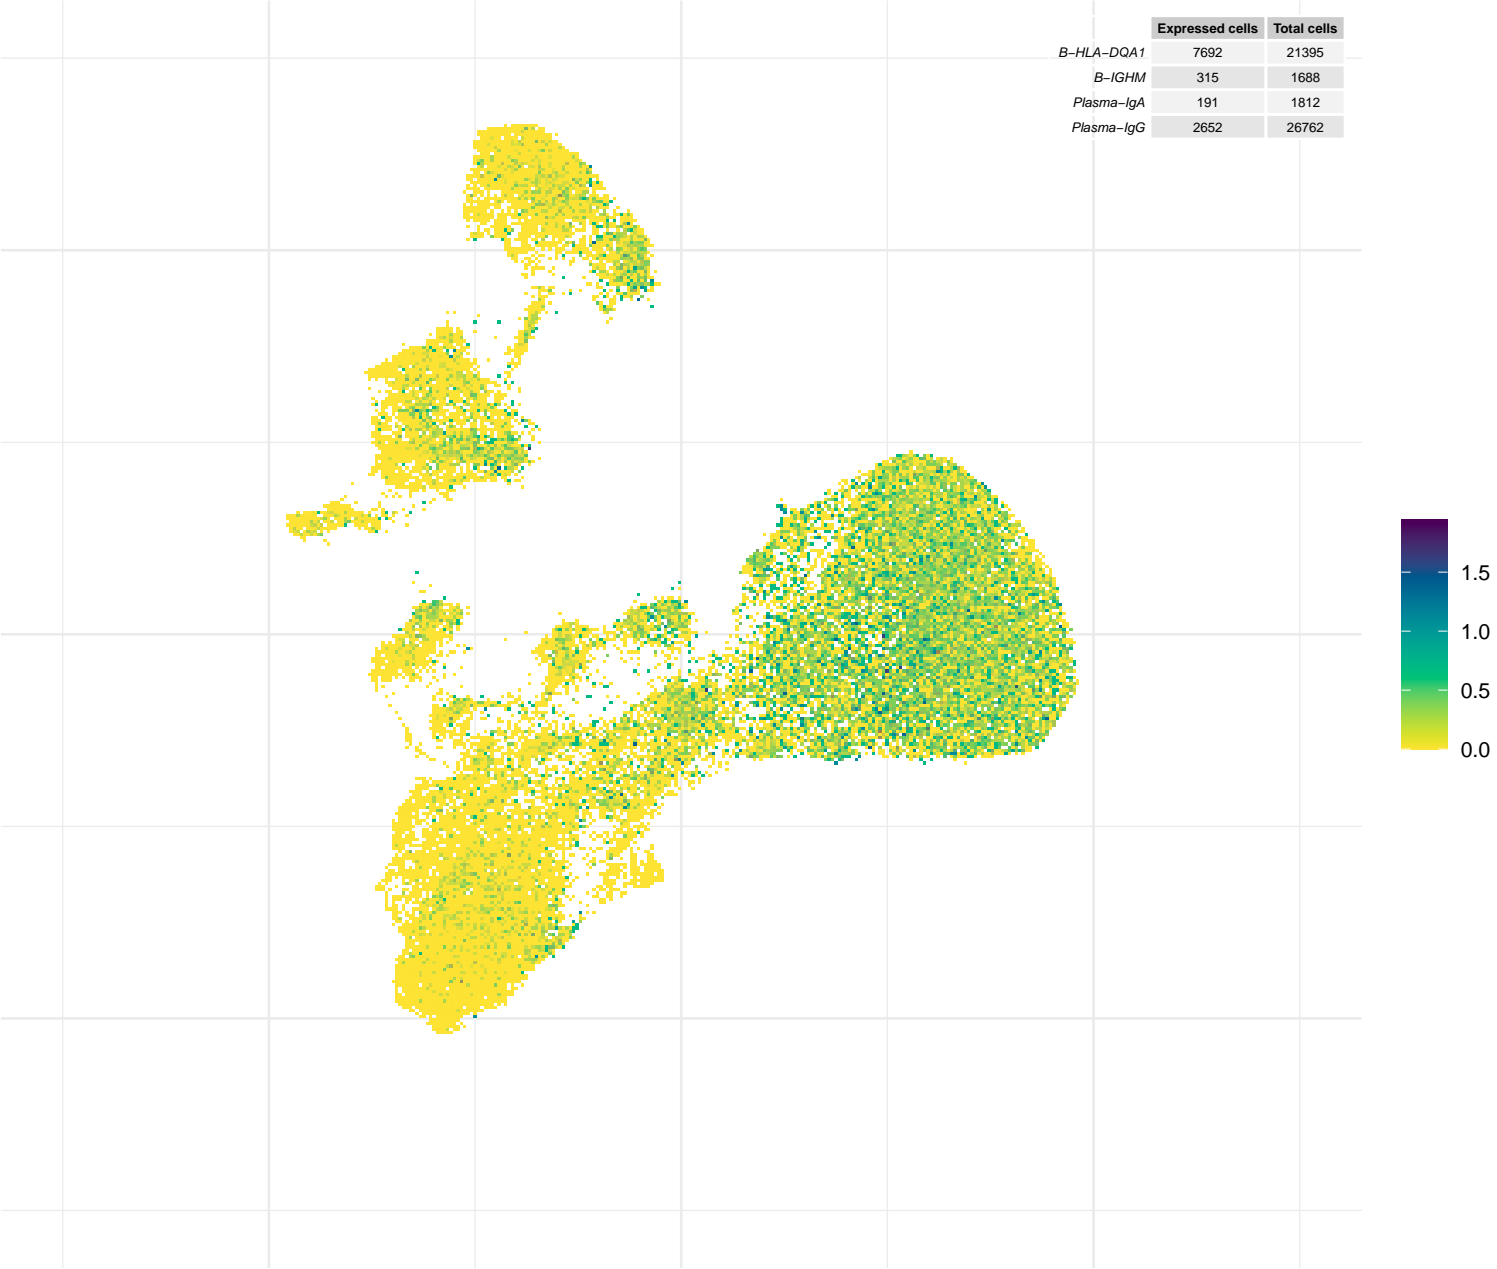 Expressed cells Total cells
B−HLA−DQA1 7692 21395
B−IGHM 315 1688
Plasma−IgA 191 1812
Plasma−IgG 2652 26762
1.5
1.0
0.5
0.0